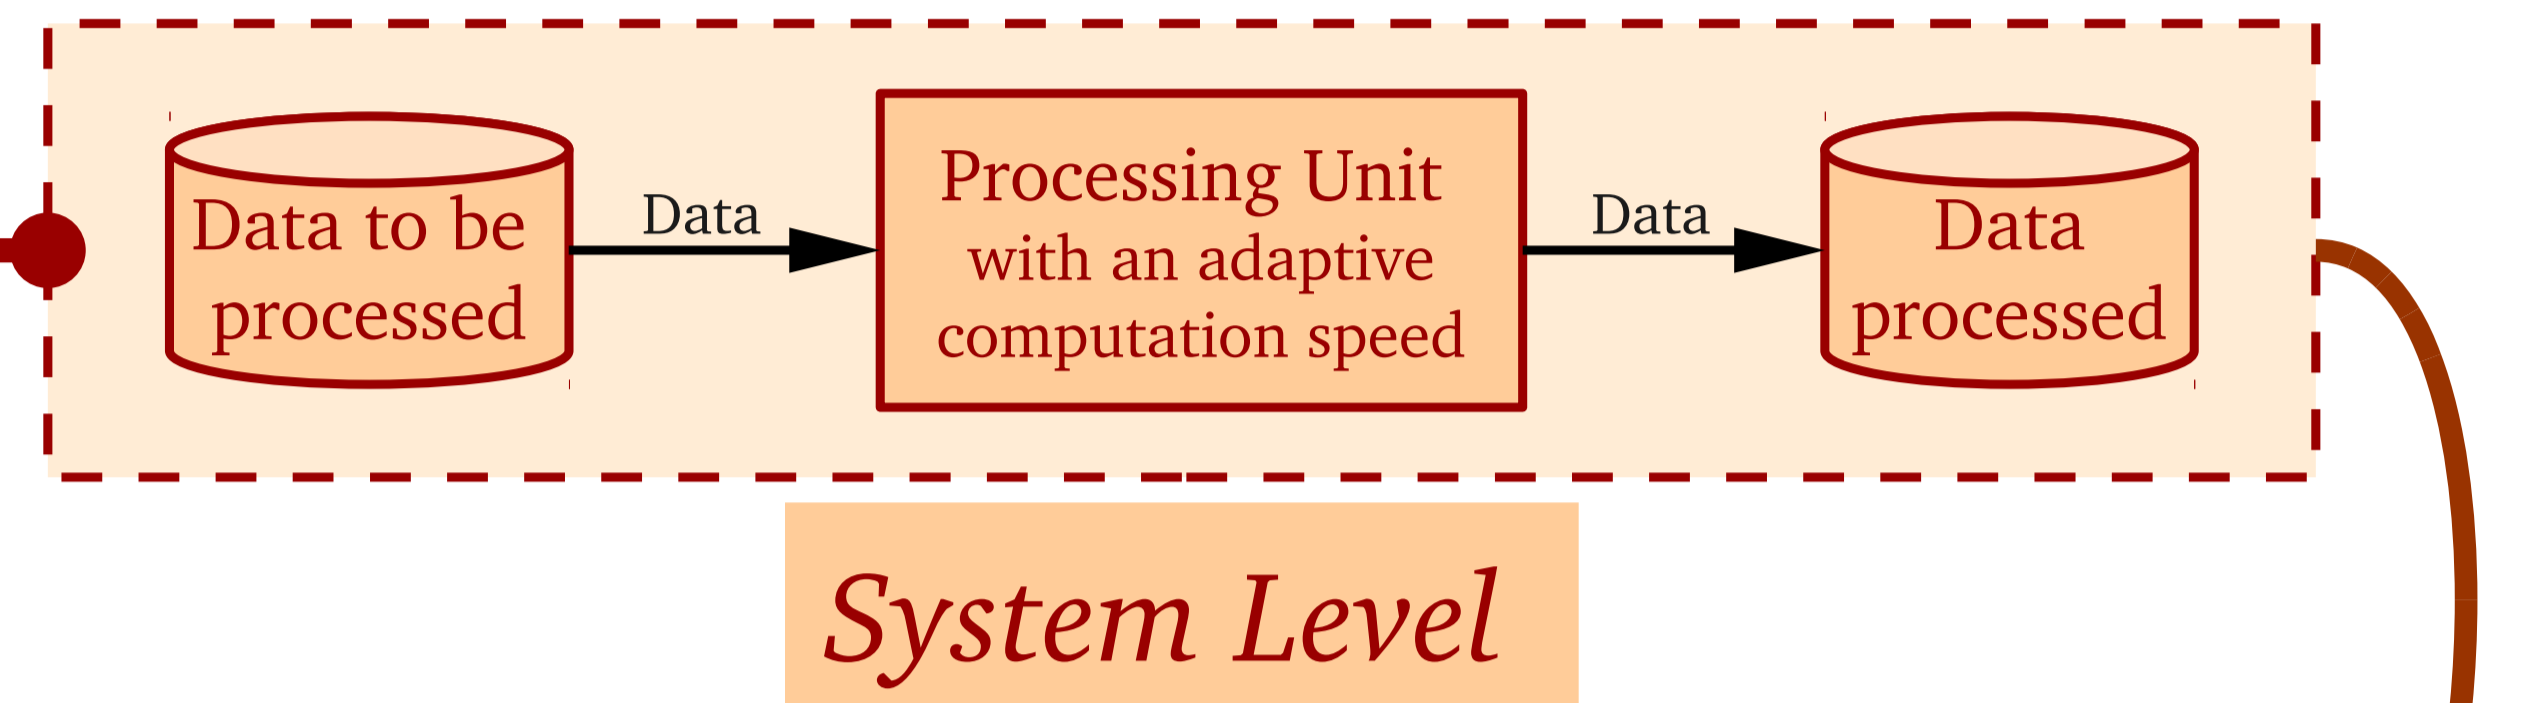 Data to be
processed
Data
Processing Unit
with an adaptive
computation speed
Data
Data
processed
System Level